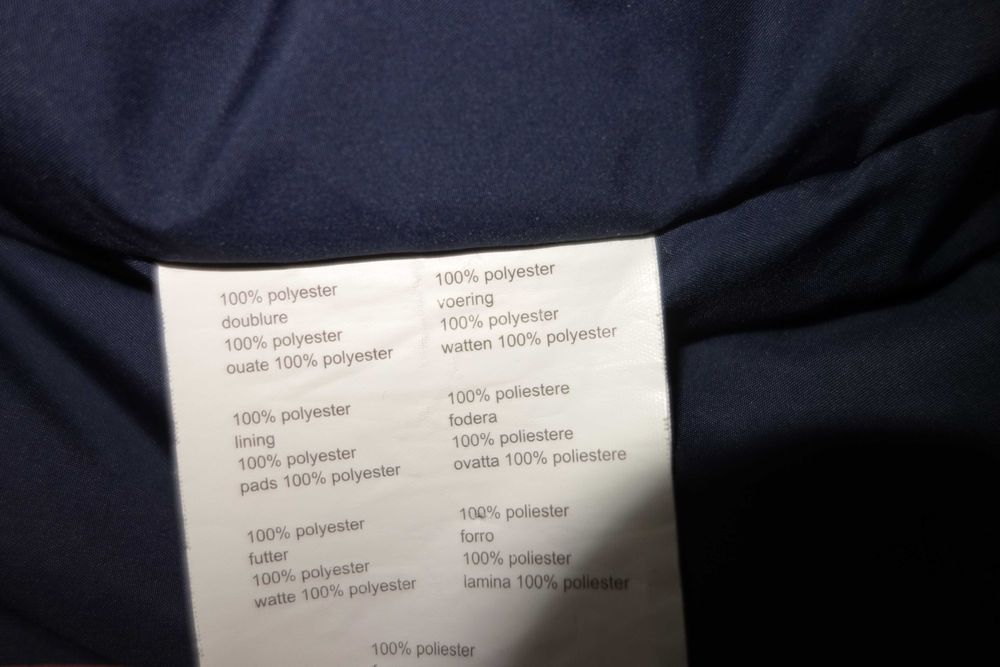 100% polyester
doublure
100% polyester
ouate 100% polyester
100% polyester
voering
100% polyester
watten 100% polyester
100% polyester
lining
100% polyester
pads 100% polyester
100% poliestere
fodera
100% poliestere
ovatta 100% poliestere
100% polyester
futter
100% polyester
watte 100% polyester
100% poliester
forro
100% poliester
lamina 100% poliester
100% poliester